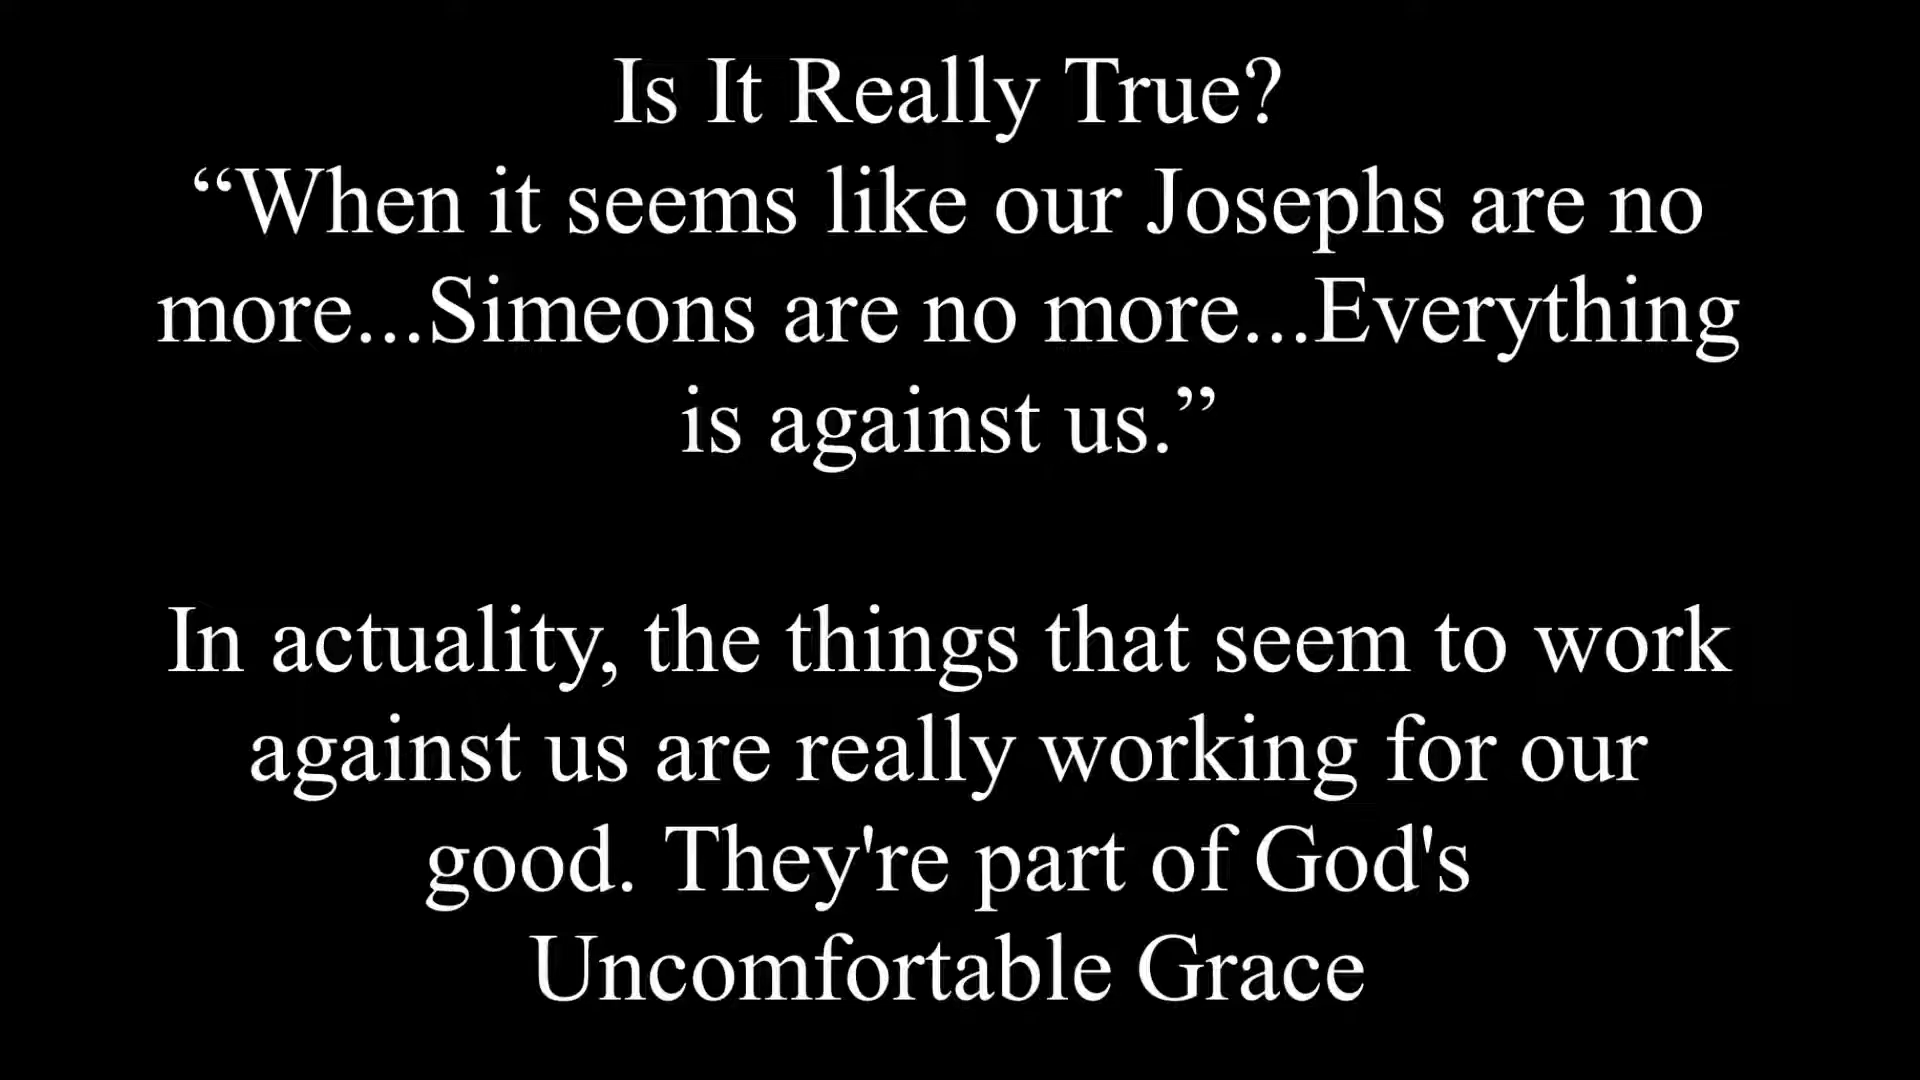 Is It Really True?
“When it seems like our Josephs are no
more...Simeons are no more...Everything
is against us.”
In actuality, the things that seem to work
against us are really working for our
good. They're part of God's
Uncomfortable Grace